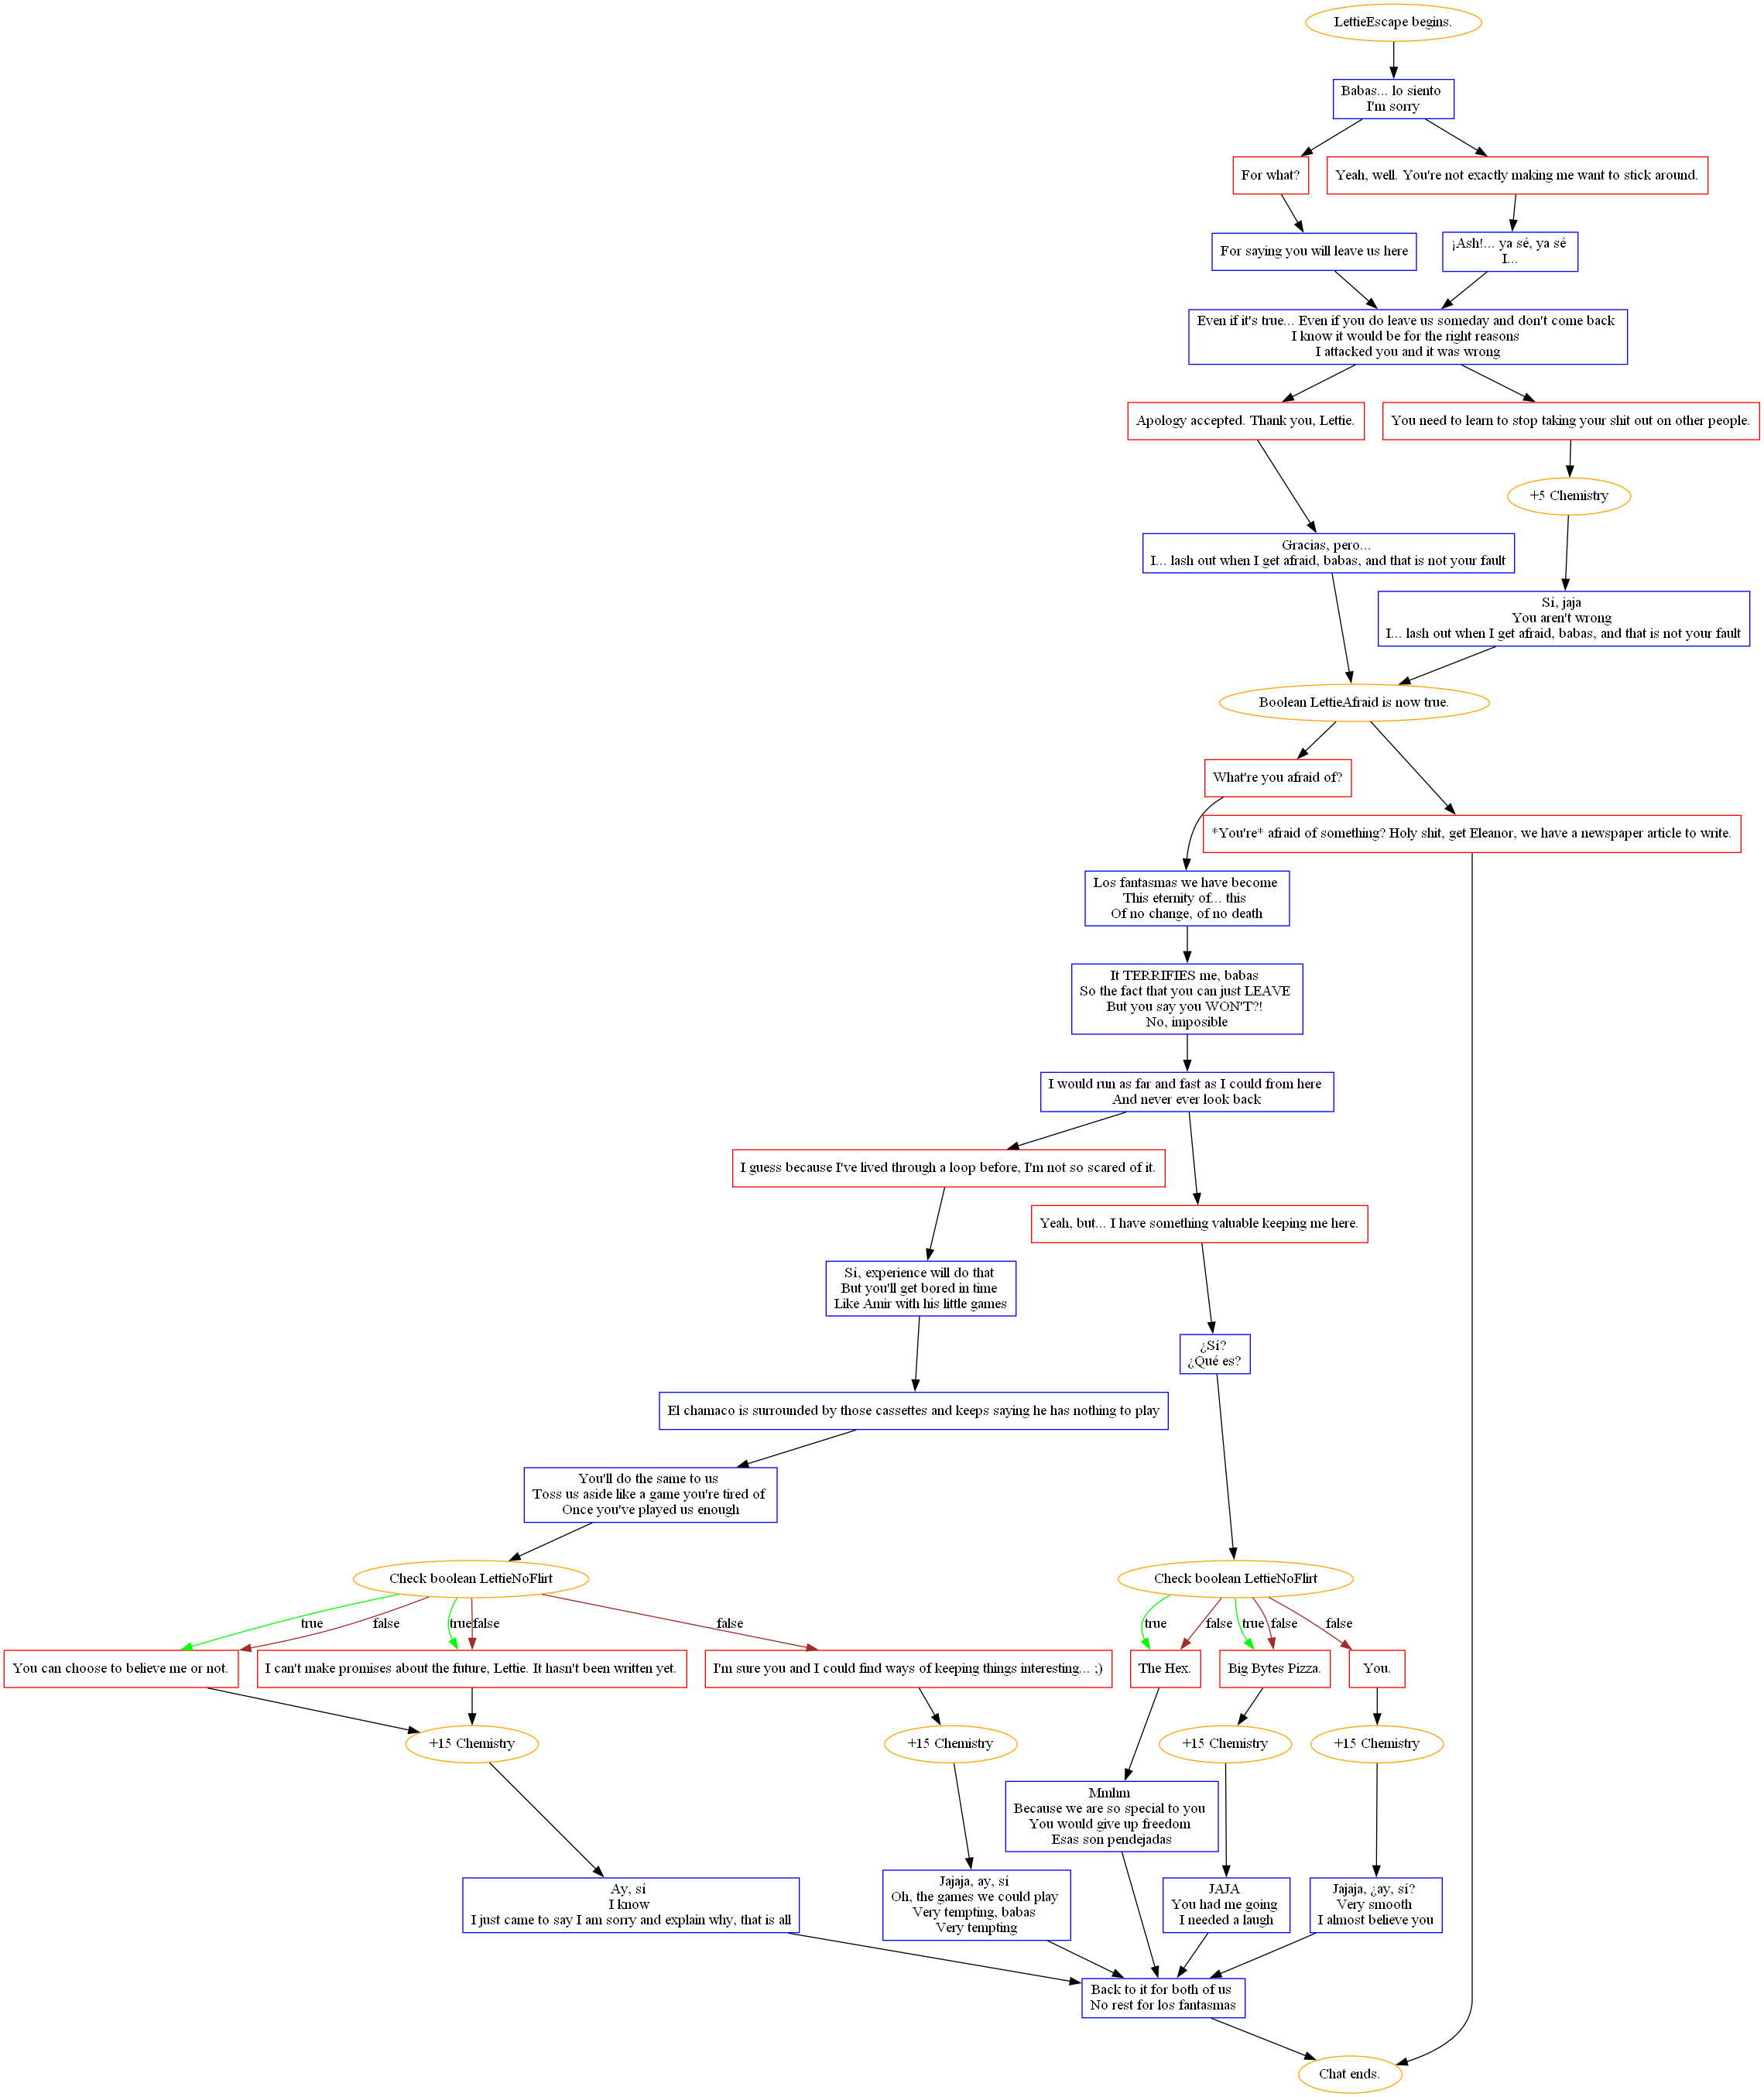 LettieEscape begins.
Babas... lo siento
I'm sorry
For what?
Yeah, well. You're not exactly making me want to stick around.
For saying you will leave us here
¡Ash!... ya sé, ya sé
I...
Even if it's true... Even if you do leave us someday and don't come back
I know it would be for the right reasons
I attacked you and it was wrong
Apology accepted. Thank you, Lettie.
You need to learn to stop taking your shit out on other people.
+5 Chemistry
Gracias, pero...
I... lash out when I get afraid, babas, and that is not your fault
Sí, jaja
You aren't wrong
I... lash out when I get afraid, babas, and that is not your fault
Boolean LettieAfraid is now true.
What're you afraid of?
*You're* afraid of something? Holy shit, get Eleanor, we have a newspaper article to write.
Los fantasmas we have become
This eternity of... this
Of no change, of no death
It TERRIFIES me, babas
So the fact that you can just LEAVE
But you say you WON'T?!
No, imposible
I would run as far and fast as I could from here
And never ever look back
I guess because I've lived through a loop before, I'm not so scared of it.
Yeah, but... I have something valuable keeping me here.
Sí, experience will do that
But you'll get bored in time
Like Amir with his little games
¿Sí?
¿Qué es?
El chamaco is surrounded by those cassettes and keeps saying he has nothing to play
You'll do the same to us
Toss us aside like a game you're tired of
Once you've played us enough
Check boolean LettieNoFlirt
Check boolean LettieNoFlirt
true
false
true
false
false
true
false
true
false
false
You can choose to believe me or not.
I can't make promises about the future, Lettie. It hasn't been written yet.
I'm sure you and I could find ways of keeping things interesting... ;)
The Hex.
Big Bytes Pizza.
You.
+15 Chemistry
+15 Chemistry
+15 Chemistry
+15 Chemistry
Mmhm
Because we are so special to you
You would give up freedom
Esas son pendejadas
Ay, sí
I know
I just came to say I am sorry and explain why, that is all
Jajaja, ay, sí
Oh, the games we could play
Very tempting, babas
Very tempting
JAJA
You had me going
I needed a laugh
Jajaja, ¿ay, sí?
Very smooth
I almost believe you
Back to it for both of us
No rest for los fantasmas
Chat ends.